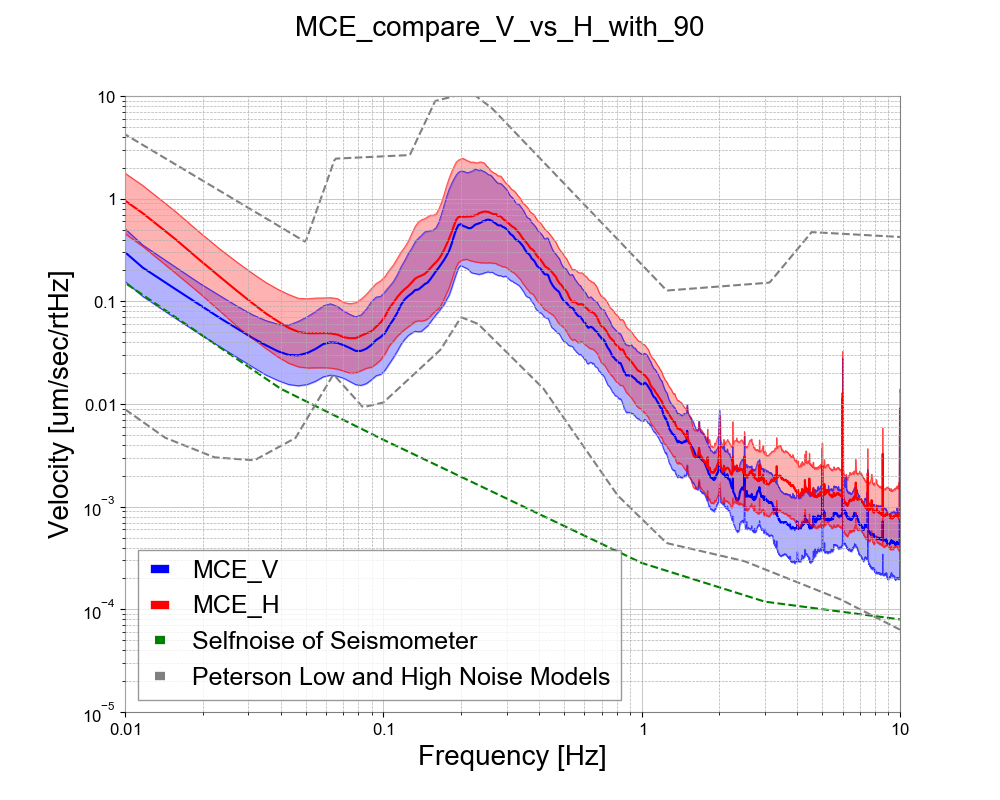 MCE_compare_V_vs_H_with_90
Velocity [um/sec/rtHz]
10
1
0.1
0.01
10⁻³
10⁻⁴
10⁻⁵
MCE_V
MCE_H
Selfnoise of Seismometer
Peterson Low and High Noise Models
0.01
0.1
1
10
Frequency [Hz]